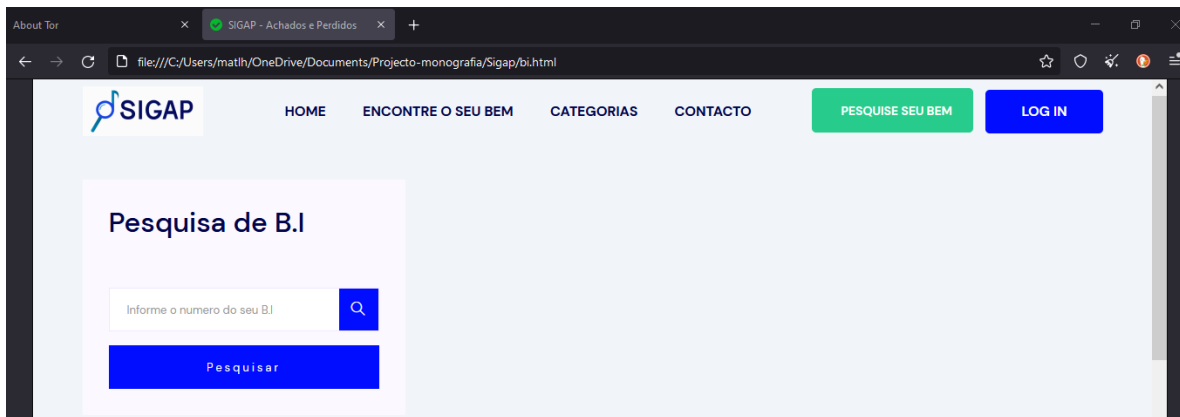 About Tor
SIGAP - Achados e Perdidos
file:///C:/Users/matlh/OneDrive/Documents/Projecto-monografia/Sigap/bi.html
SIGAP HOME ENCONTRE O SEU BEM CATEGORIAS CONTACTO PESQUISE SEU BEM LOG IN
Pesquisa de B.I
Informe o numero do seu B.I
Pesquisar